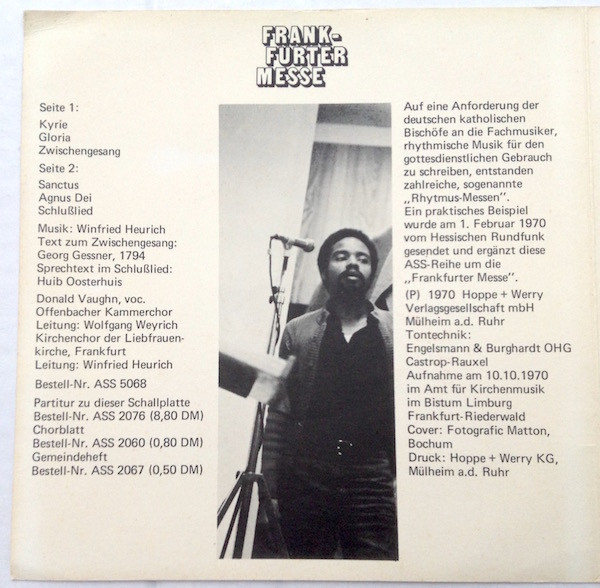 FRANK-
FURTER
MESSE
Seite 1:
Kyrie
Gloria
Zwischengesang
Seite 2:
Sanctus
Agnus Dei
Schlußlied
Musik: Winfried Heurich
Text zum Zwischengesang:
Georg Gessner, 1794
Sprechtext im Schlußlied:
Huib Oosterhuis
Donald Vaughn, voc.
Offenbacher Kammerchor
Leitung: Wolfgang Weyrich
Kirchenchor der Liebfrauen-
kirche, Frankfurt
Leitung: Winfried Heurich
Bestell-Nr. ASS 5068
Partitur zu dieser Schallplatte
Bestell-Nr. ASS 2076 (8,80 DM)
Chorblatt
Bestell-Nr. ASS 2060 (0,80 DM)
Gemeindeheft
Bestell-Nr. ASS 2067 (0,50 DM)
Auf eine Anforderung der
deutschen katholischen
Bischöfe an die Fachmusiker,
rhythmische Musik für den
gottesdienstlichen Gebrauch
zu schreiben, entstanden
zahlreiche, sogenannte
„Rhytmus-Messen".
Ein praktisches Beispiel
wurde am 1. Februar 1970
vom Hessischen Rundfunk
gesendet und ergänzt diese
ASS-Reihe um die
„Frankfurter Messe".
(P) 1970 Hoppe + Werry
Verlagsgesellschaft mbH
Mülheim a.d. Ruhr
Tontechnik:
Engelsmann & Burghardt OHG
Castrop-Rauxel
Aufnahme am 10.10.1970
im Amt für Kirchenmusik
im Bistum Limburg
Frankfurt-Riederwald
Cover: Fotografic Matton,
Bochum
Druck: Hoppe + Werry KG,
Mülheim a.d. Ruhr